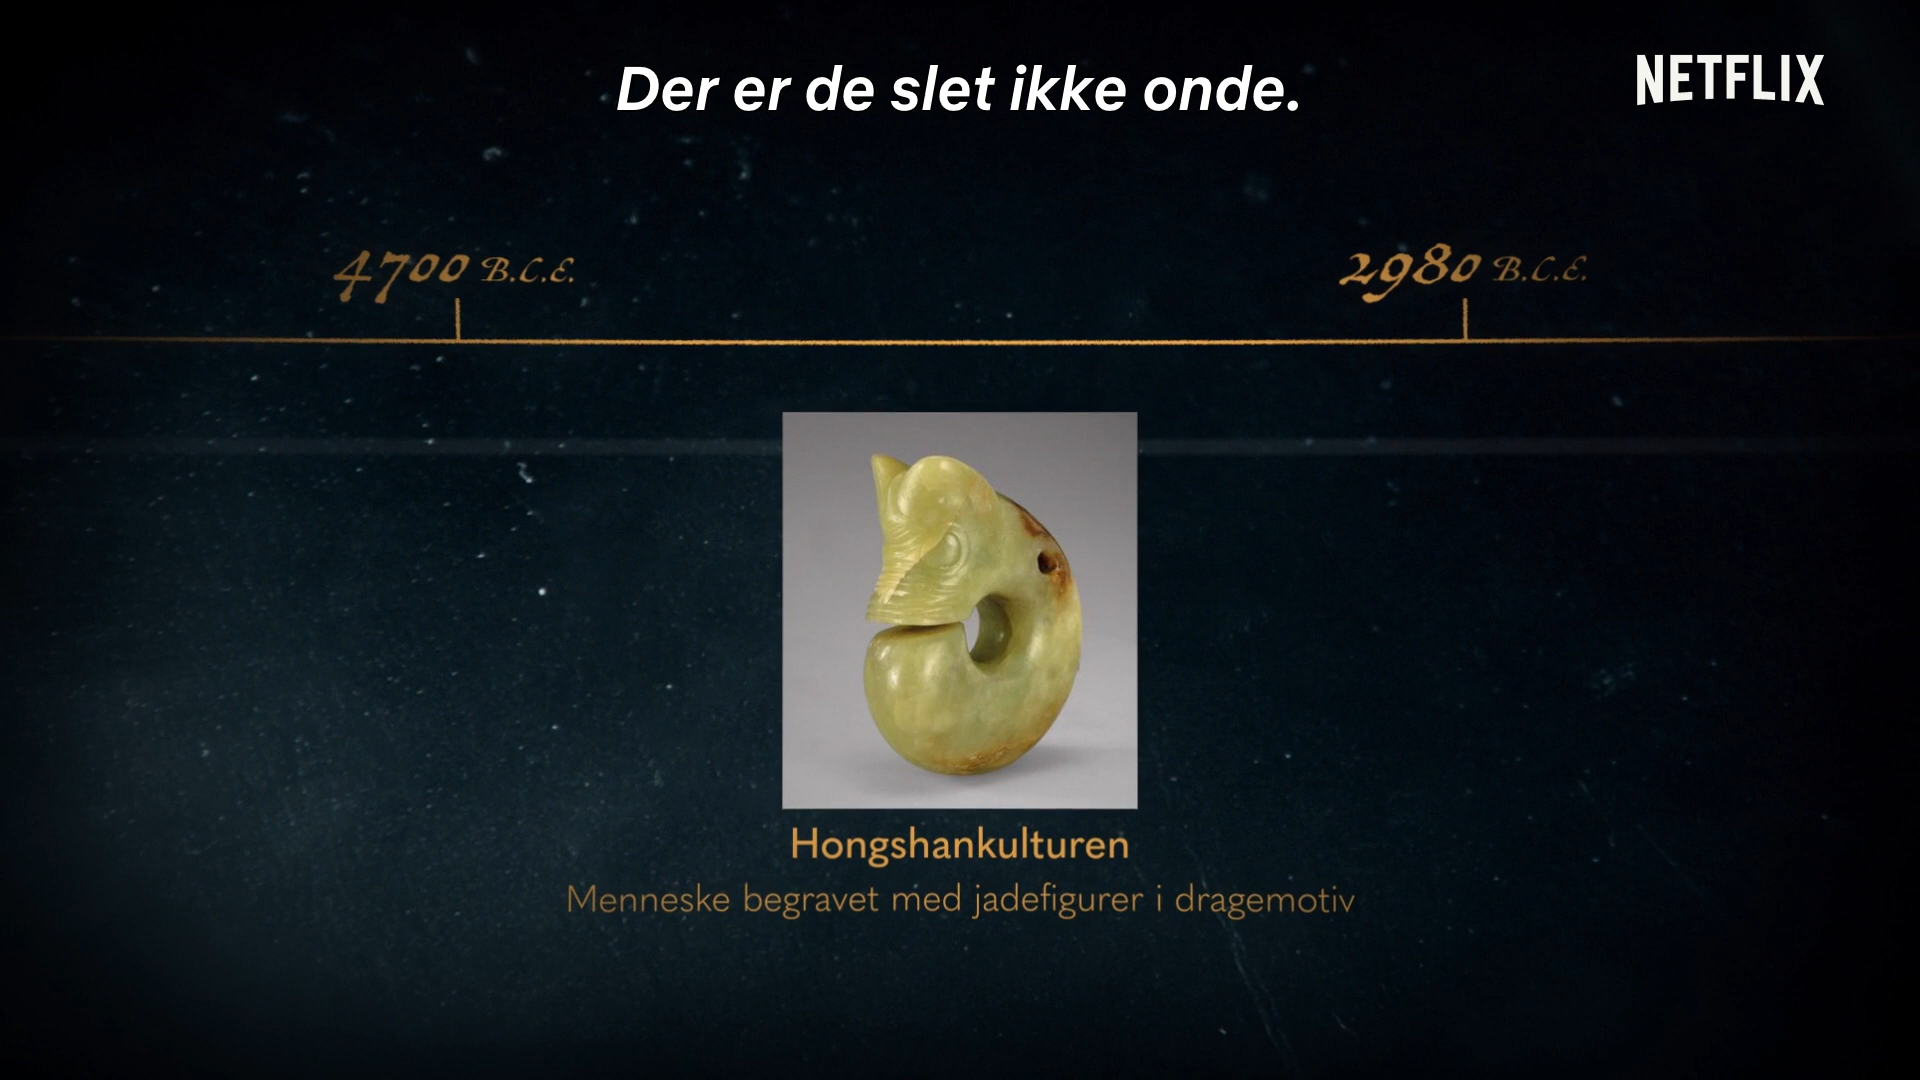 Der er de slet ikke onde.
NETFLIX
4700 B.C.E.
2980 B.C.E.
Hongshankulturen
Menneske begravet med jadefigurer i dragemotiv